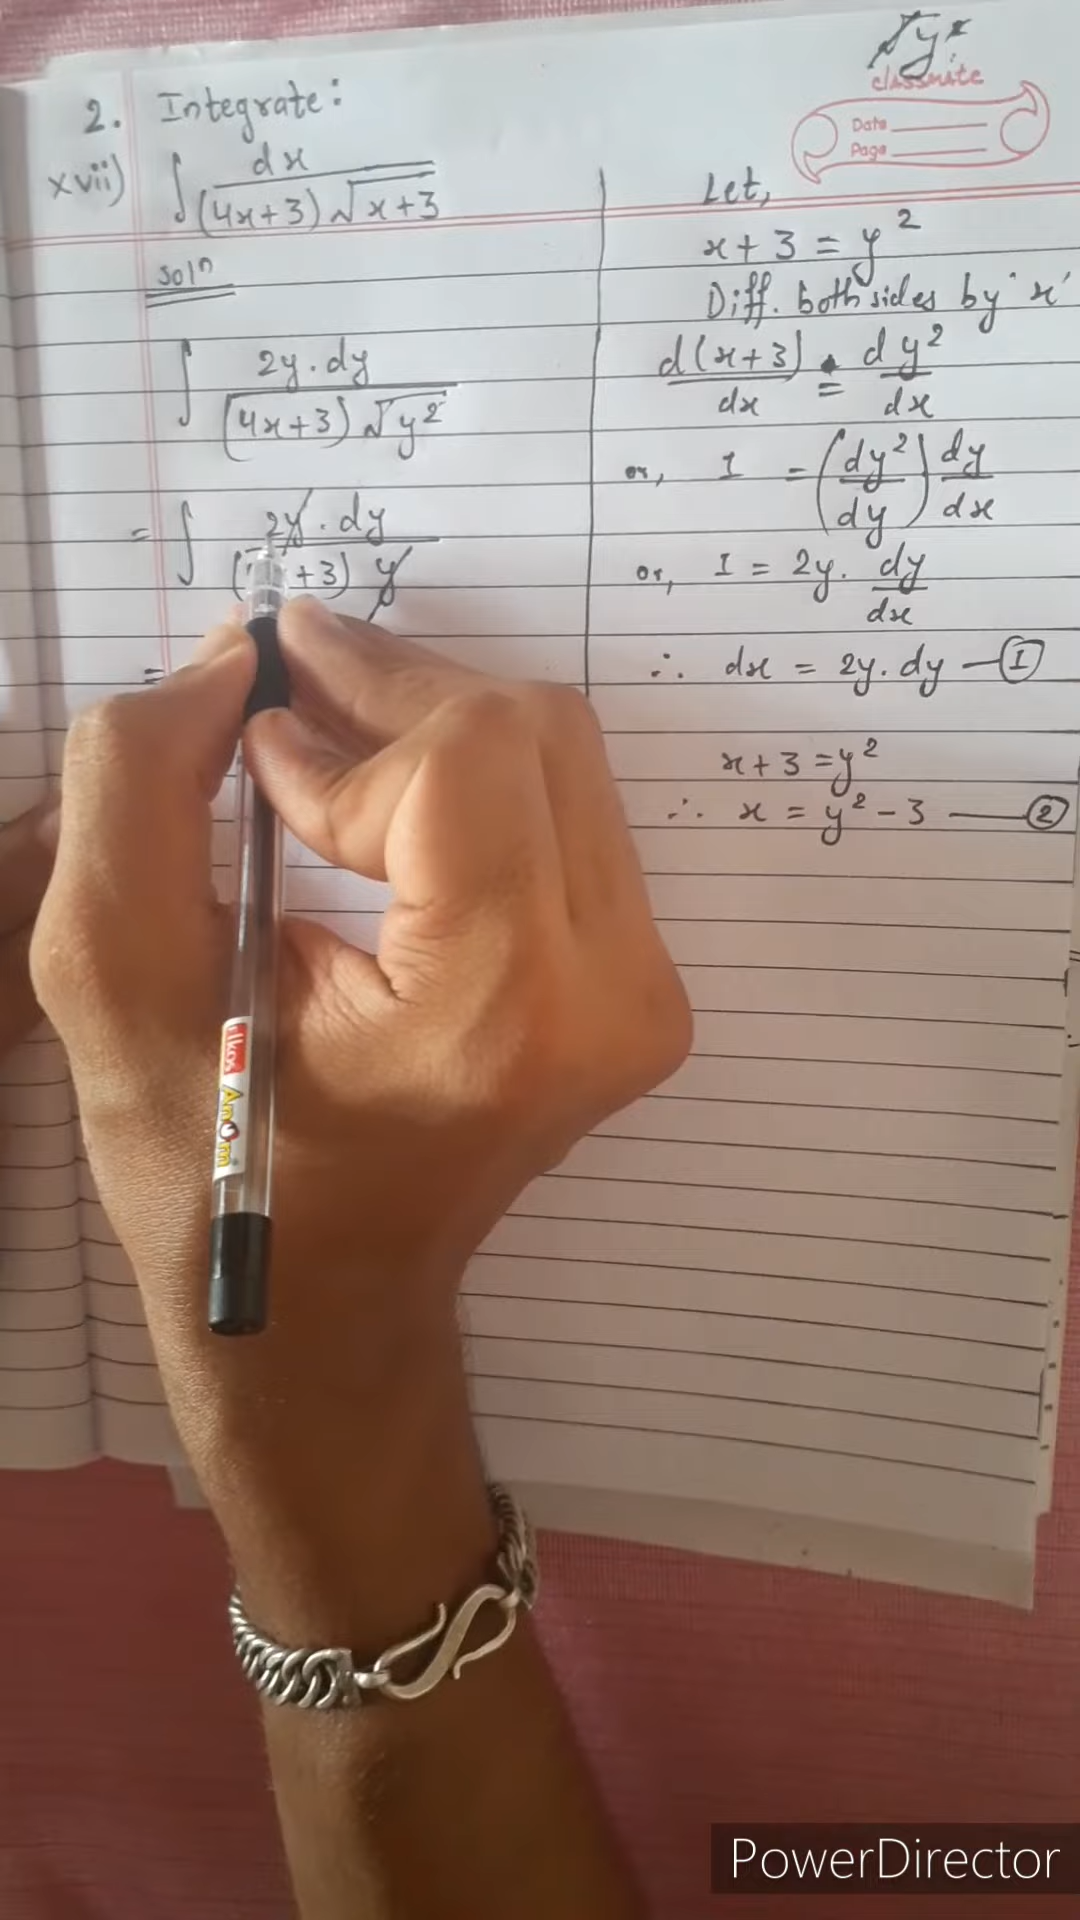 classmate
Date
Page
2. Integrate:
xvii) ∫ dx / (4x+3)√x+3
Solⁿ
∫ 2y.dy / (4x+3)√y²
= ∫ 2y.dy / ( +3) y
=
Let,
x+3 = y²
Diff. both sides by 'x'
d(x+3)/dx = dy²/dx
or, 1 = (dy²/dy) dy/dx
or, 1 = 2y. dy/dx
∴ dx = 2y.dy — ①
x+3 = y²
∴ x = y² - 3 — ②
elkos
PowerDirector